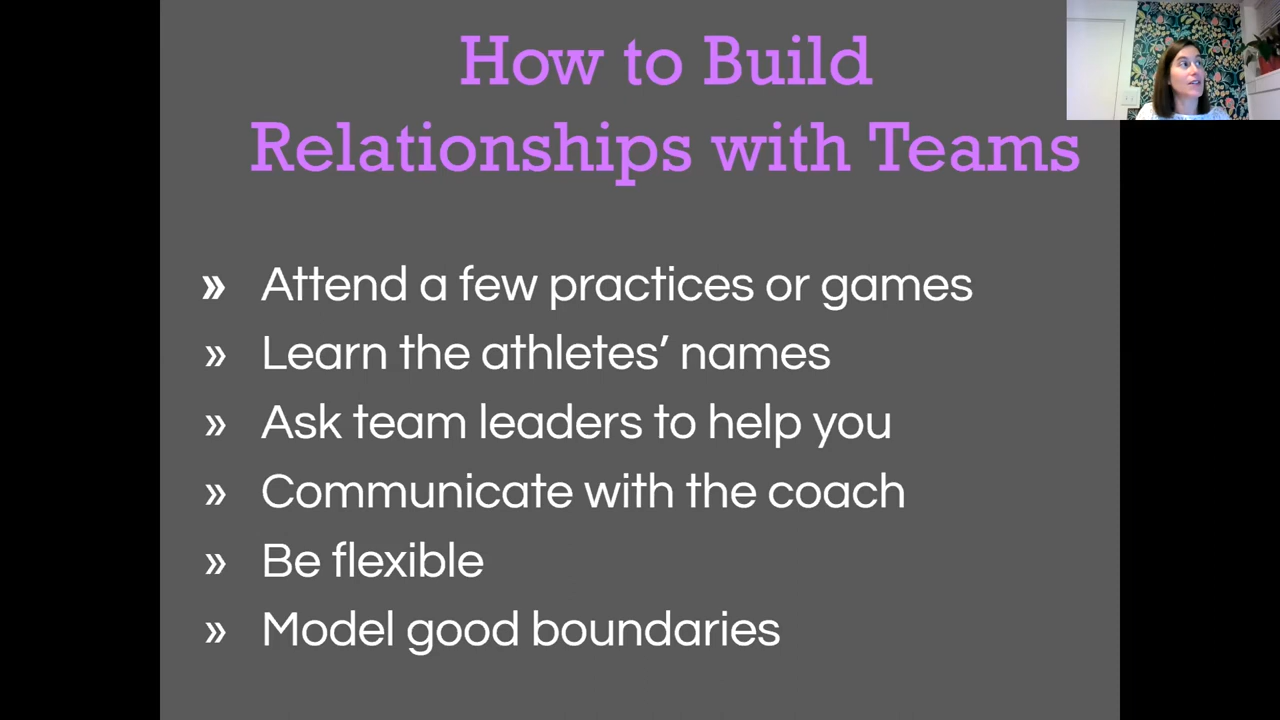 How to Build
Relationships with Teams
» Attend a few practices or games
» Learn the athletes’ names
» Ask team leaders to help you
» Communicate with the coach
» Be flexible
» Model good boundaries